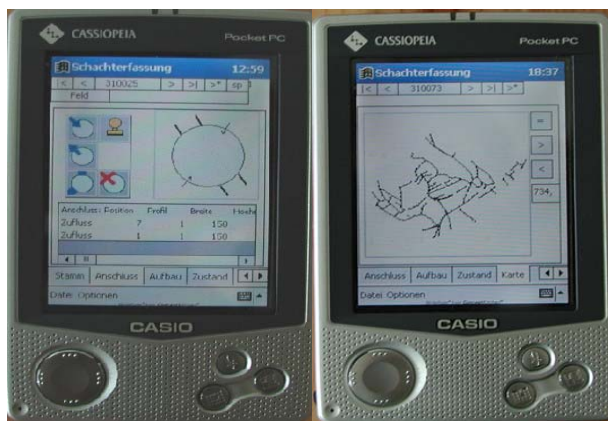 CASSIOPEIA
Pocket PC
Schachterfassung 12:59
|< < 310025 > >| >* sp
Feld
Anschluss: Position Profil Breite Höhe
Zufluss 7 1 150
Zufluss 1 1 150
Stamm Anschluss Aufbau Zustand
Datei Optionen
CASIO
CASSIOPEIA
Pocket PC
Schachterfassung 18:37
|< < 310073 > >| >*
=
>
<
734,
Anschluss Aufbau Zustand Karte
Datei Optionen
CASIO